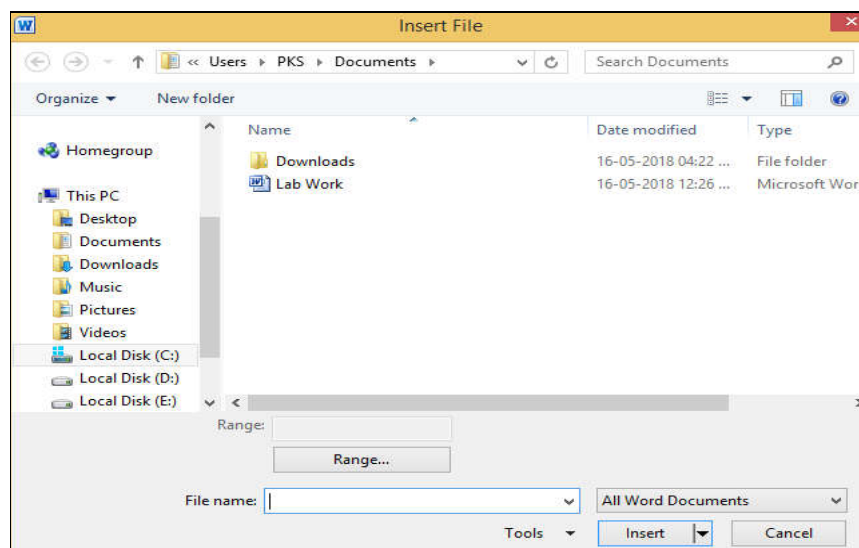 Insert File
« Users ▸ PKS ▸ Documents ▸
Search Documents
Organize
New folder
Name
Date modified
Type
Homegroup
This PC
Desktop
Documents
Downloads
Music
Pictures
Videos
Local Disk (C:)
Local Disk (D:)
Local Disk (E:)
Downloads 16-05-2018 04:22 ... File folder
Lab Work 16-05-2018 12:26 ... Microsoft Wor
Range:
Range...
File name:
All Word Documents
Tools
Insert
Cancel